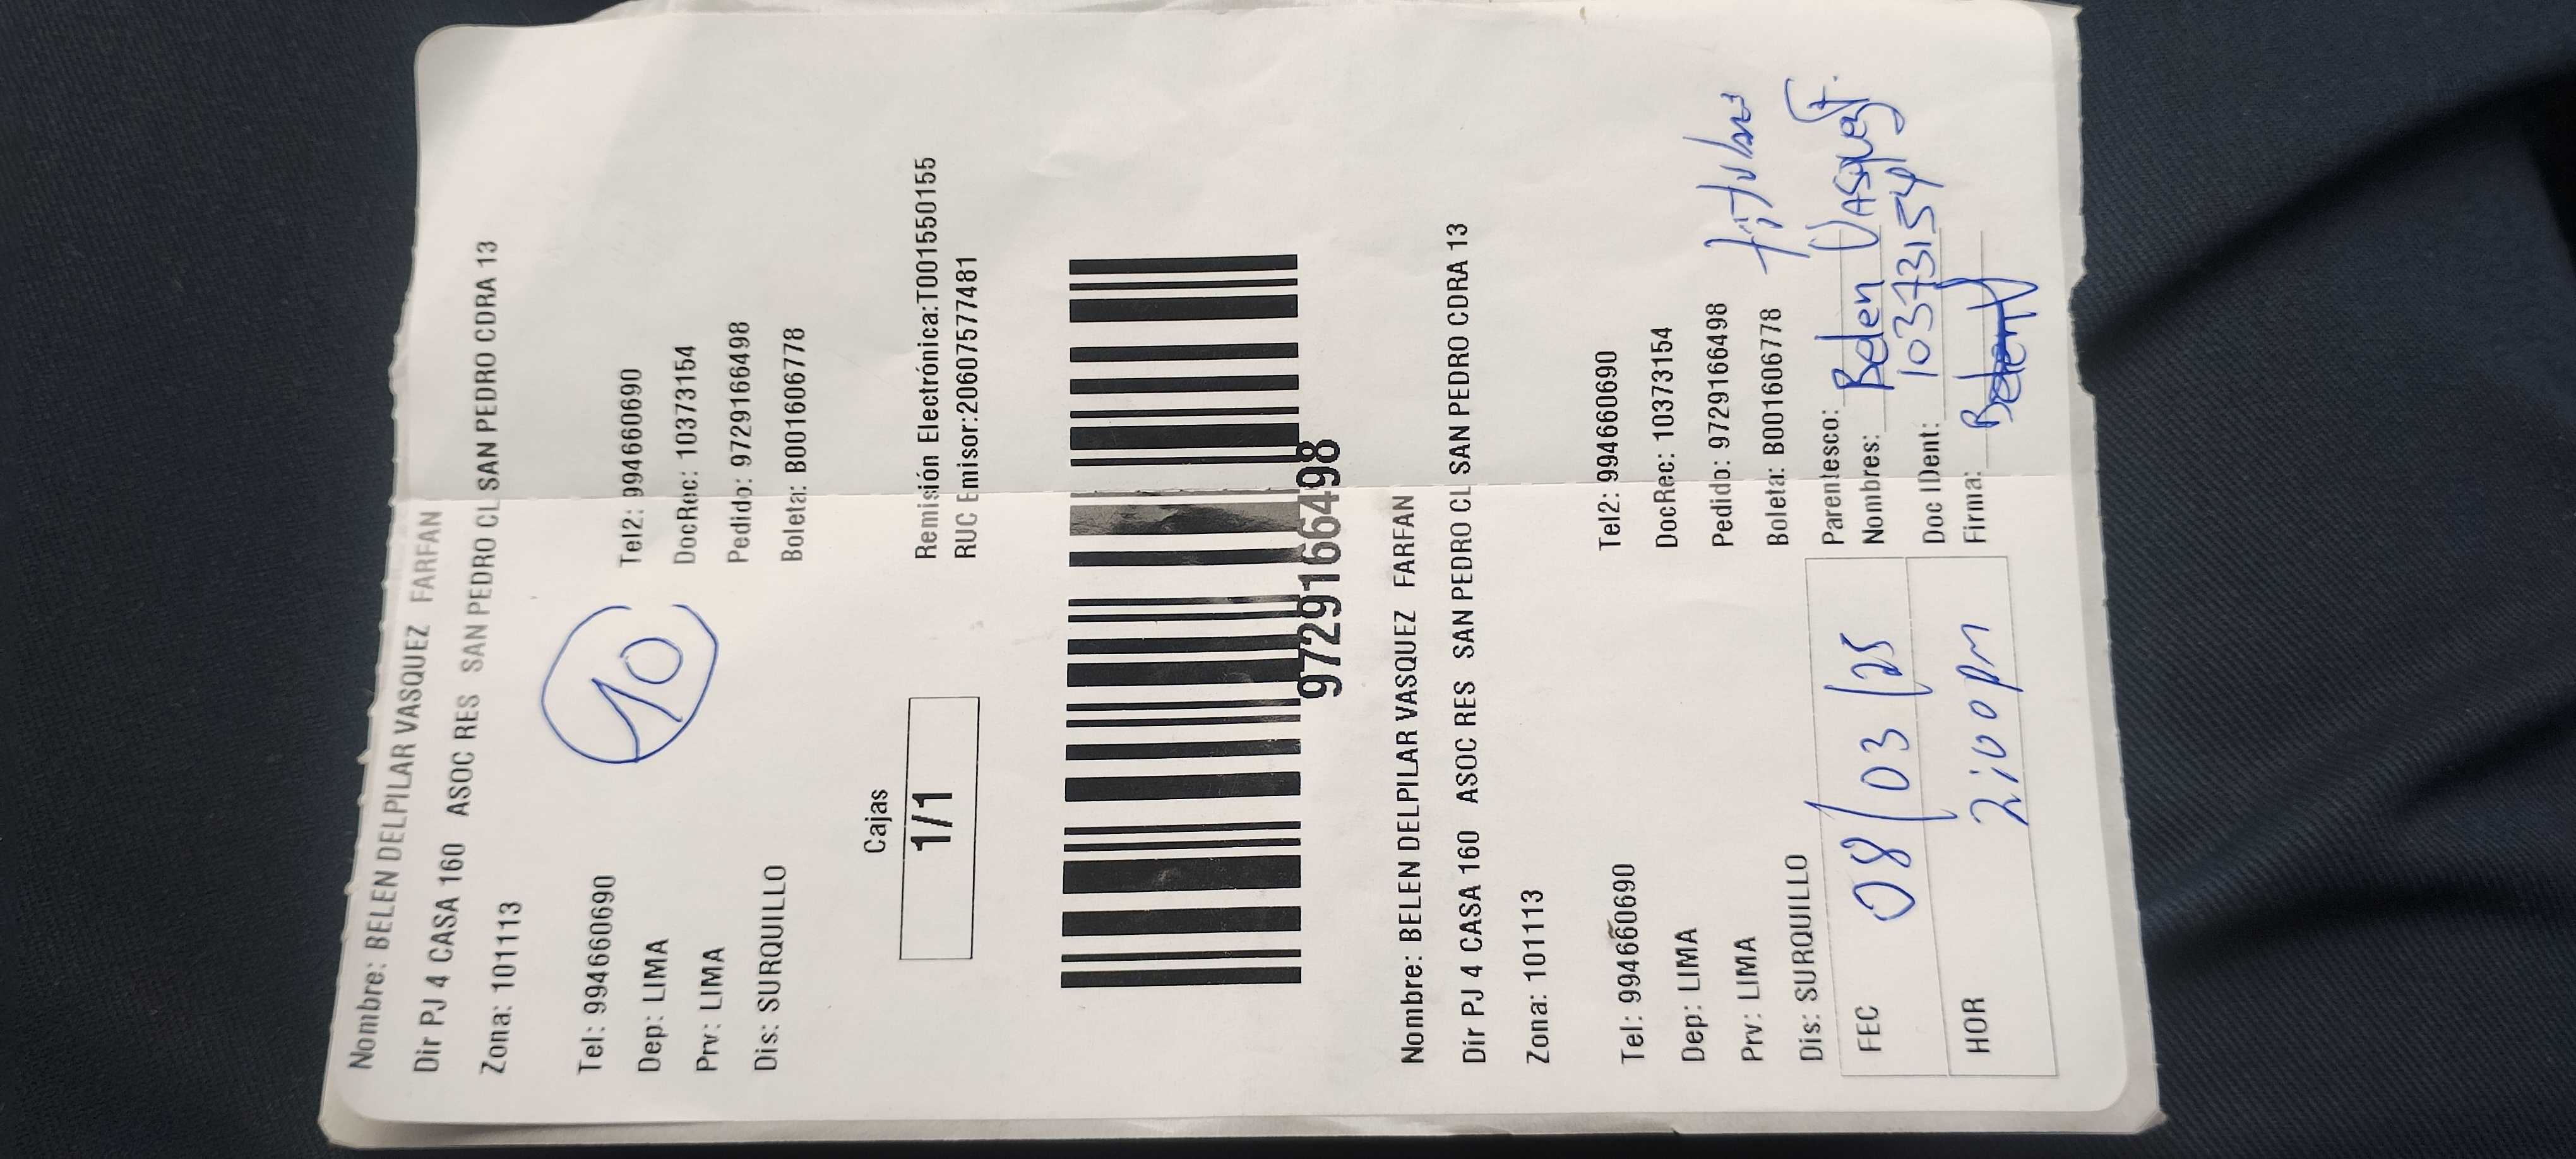 Nombre: BELEN DELPILAR VASQUEZ FARFAN
Dir PJ 4 CASA 160 ASOC RES SAN PEDRO CL SAN PEDRO CDRA 13
Zona: 101113
Tel: 994660690 Tel2: 994660690
Dep: LIMA DocRec: 10373154
Prv: LIMA Pedido: 9729166498
Dis: SURQUILLO Boleta: B001606778
10
Cajas
1/1
Remisión Electrónica:T001550155
RUC Emisor:20607577481
9729166498
Nombre: BELEN DELPILAR VASQUEZ FARFAN
Dir PJ 4 CASA 160 ASOC RES SAN PEDRO CL SAN PEDRO CDRA 13
Zona: 101113
Tel: 994660690 Tel2: 994660690
Dep: LIMA DocRec: 10373154
Prv: LIMA Pedido: 9729166498
Dis: SURQUILLO Boleta: B001606778
titular
FEC 08/03/25
HOR 2:00pm
Parentesco:
Nombres: Belen Vasquez F.
Doc IDent: 10373154
Firma: BelenV